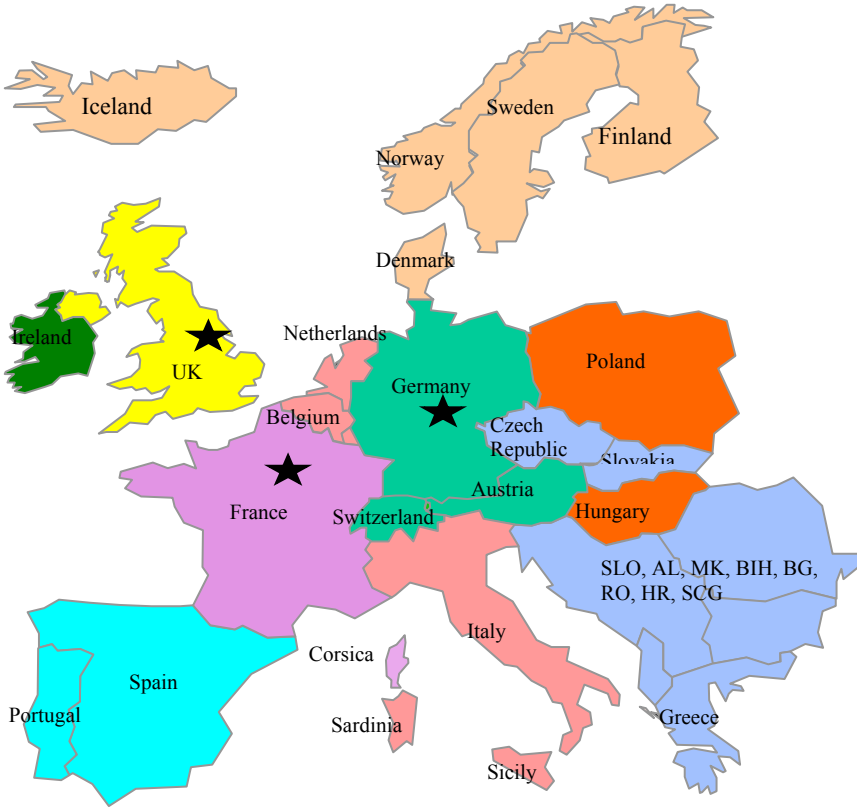 Iceland
Sweden
Finland
Norway
Denmark
Netherlands
Ireland
UK
Poland
Germany
Belgium
Czech
Republic
Slovakia
Austria
France
Switzerland
Hungary
SLO, AL, MK, BIH, BG,
RO, HR, SCG
Italy
Corsica
Spain
Portugal
Sardinia
Greece
Sicily